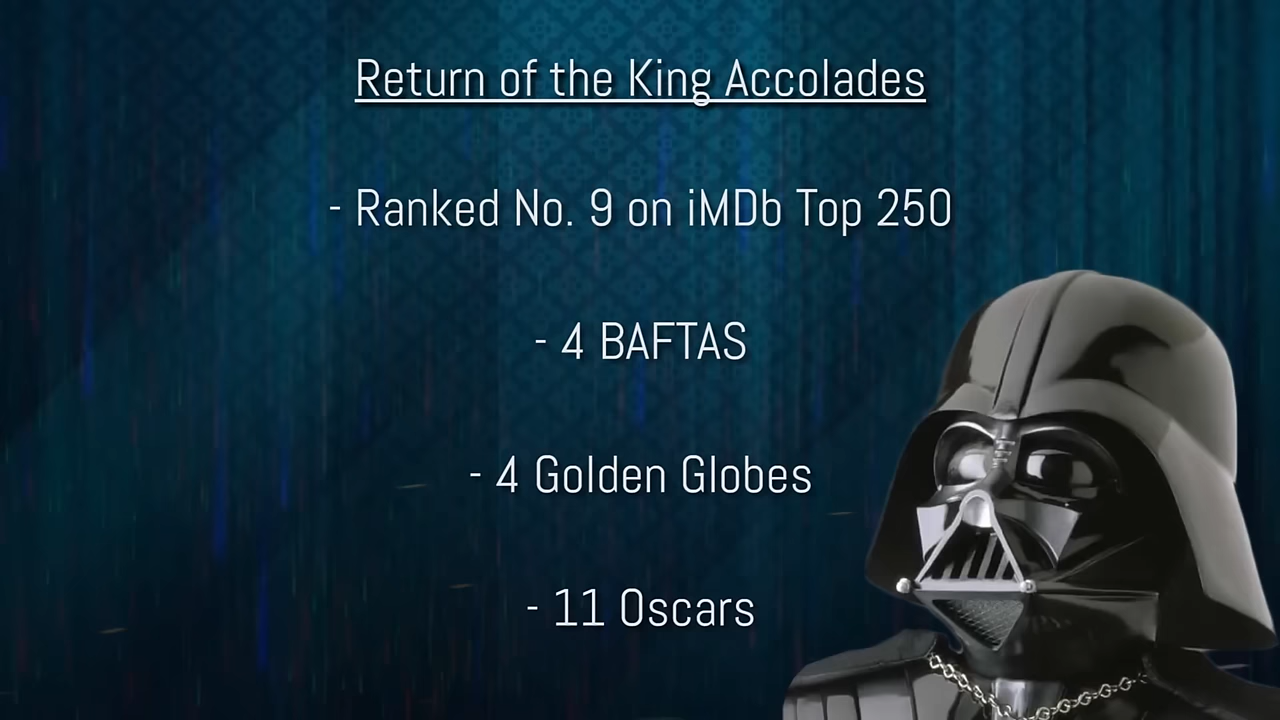 Return of the King Accolades
- Ranked No. 9 on iMDb Top 250
- 4 BAFTAS
- 4 Golden Globes
- 11 Oscars